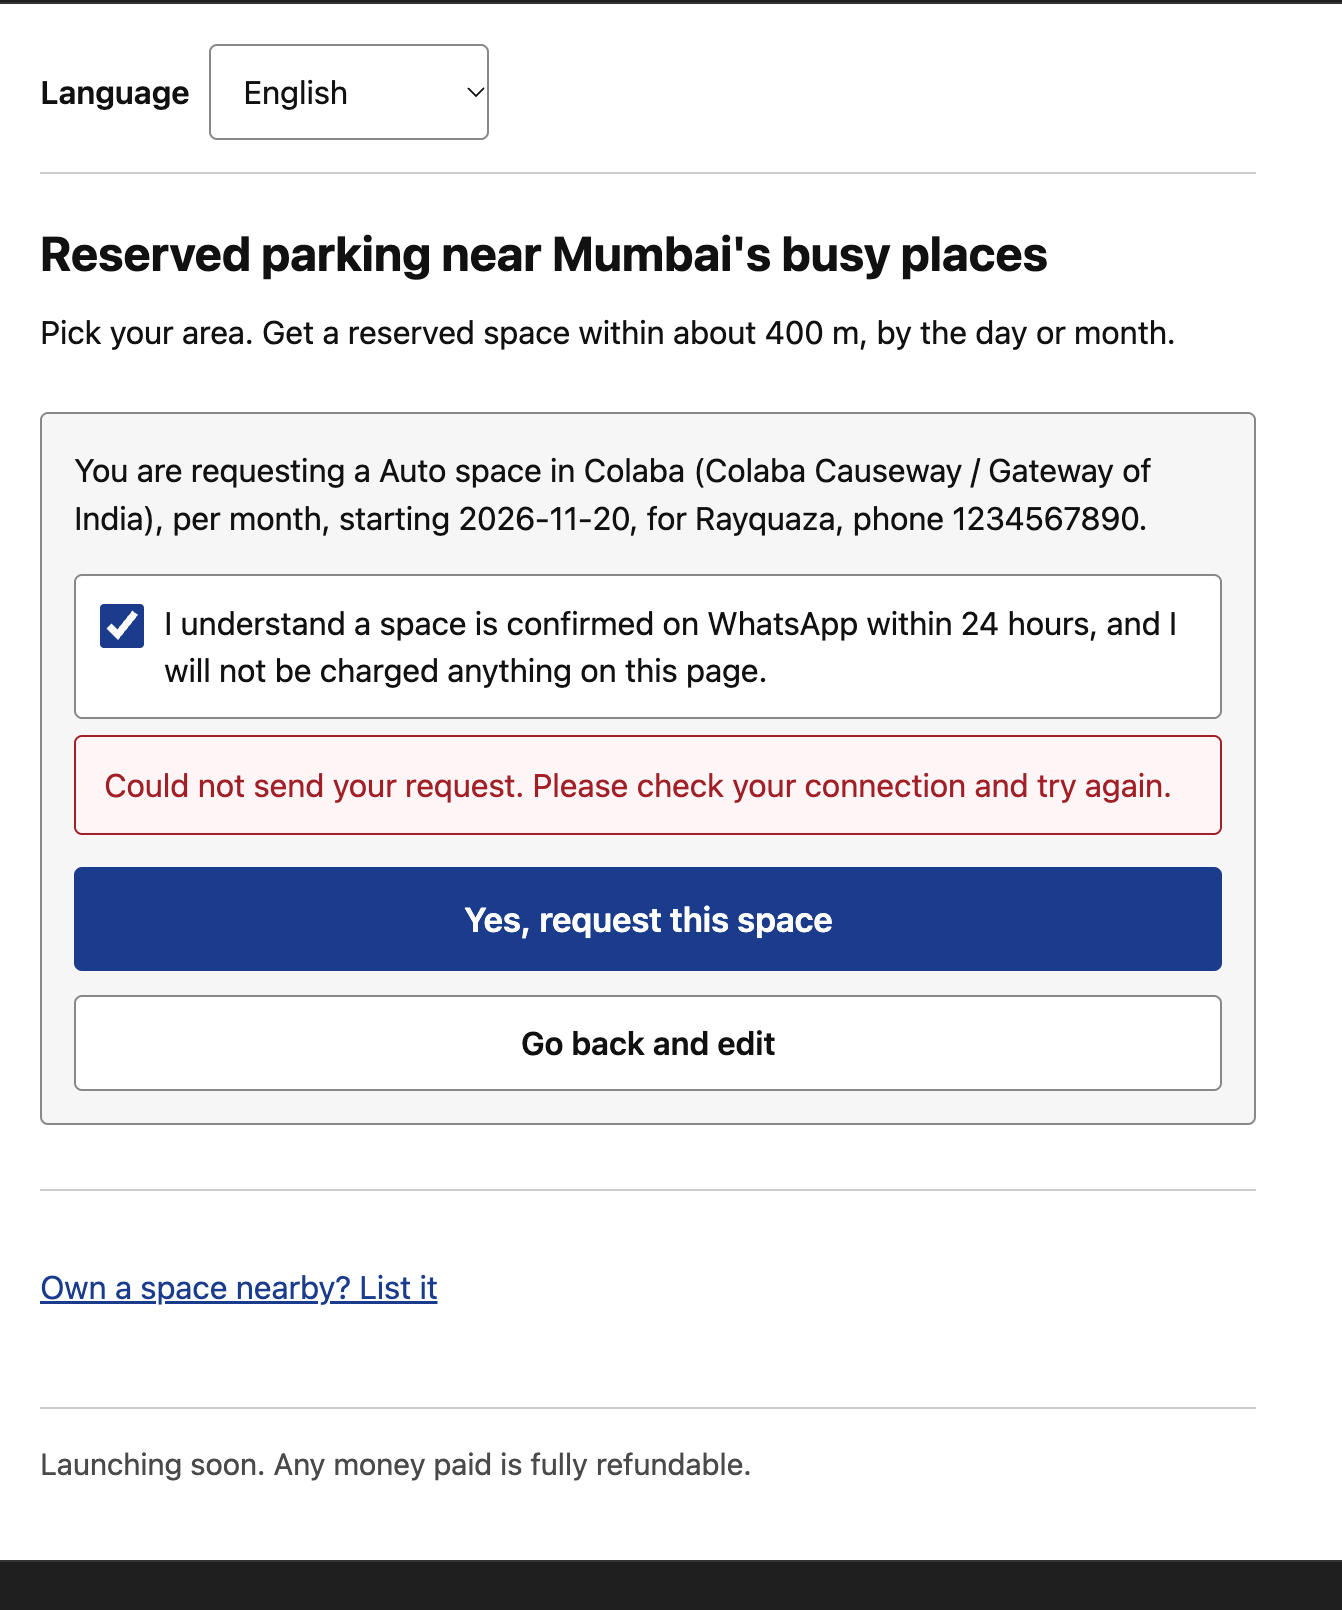 Language
English
Reserved parking near Mumbai's busy places
Pick your area. Get a reserved space within about 400 m, by the day or month.
You are requesting a Auto space in Colaba (Colaba Causeway / Gateway of
India), per month, starting 2026-11-20, for Rayquaza, phone 1234567890.
I understand a space is confirmed on WhatsApp within 24 hours, and I
will not be charged anything on this page.
Could not send your request. Please check your connection and try again.
Yes, request this space
Go back and edit
Own a space nearby? List it
Launching soon. Any money paid is fully refundable.